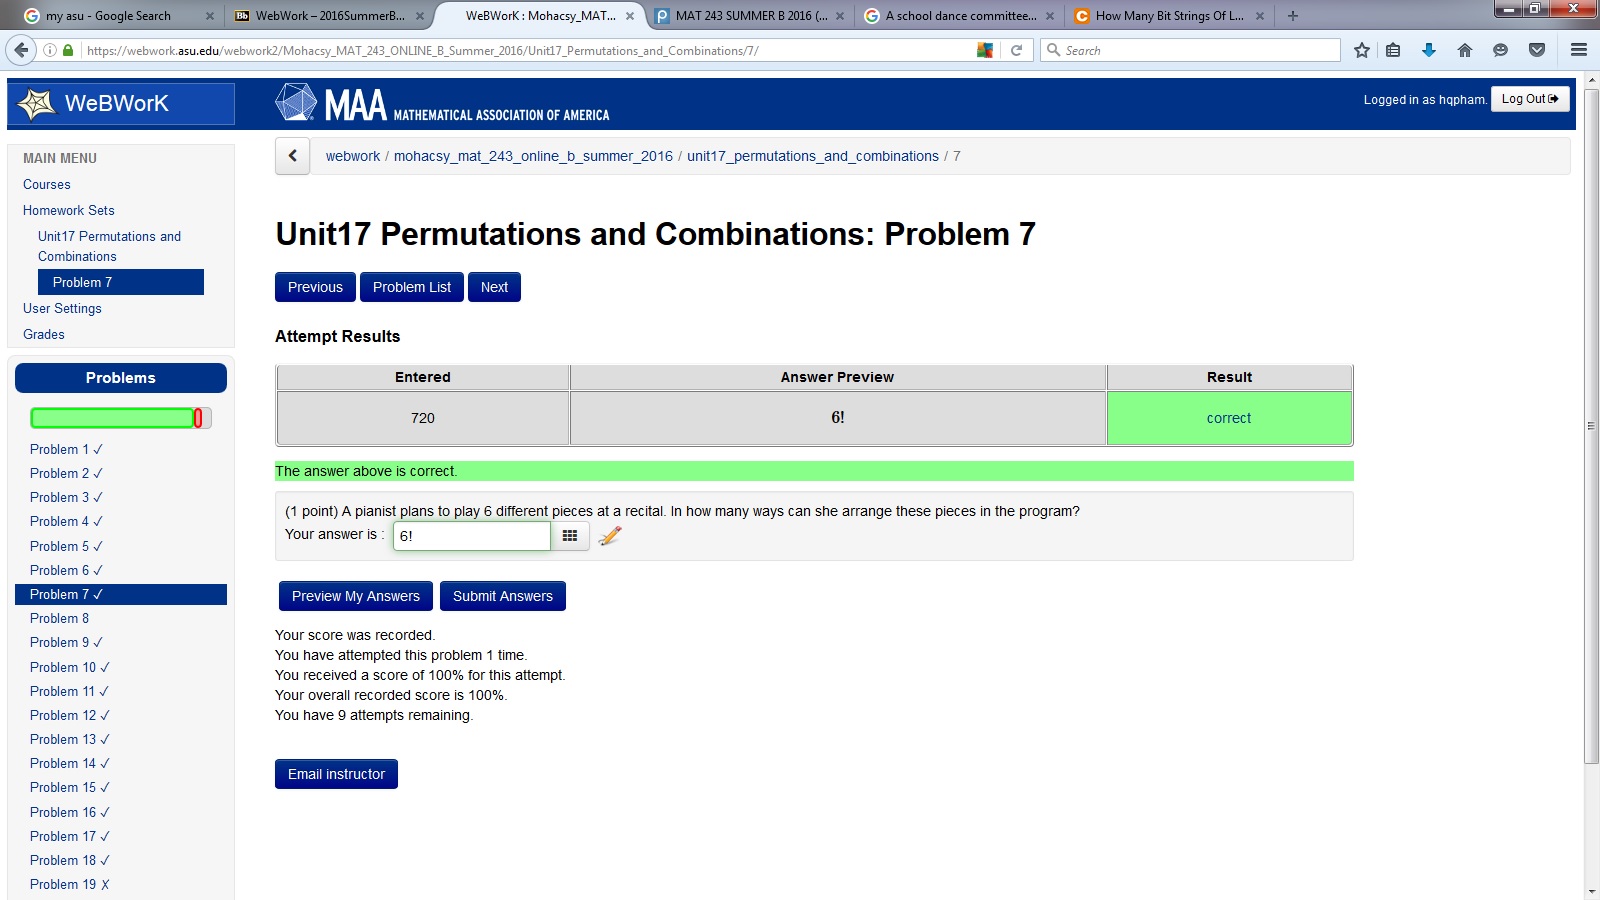 my asu - Google Search
Bb WebWork – 2016SummerB...
WeBWorK : Mohacsy_MAT...
MAT 243 SUMMER B 2016 (...
A school dance committee...
How Many Bit Strings Of L...
https://webwork.asu.edu/webwork2/Mohacsy_MAT_243_ONLINE_B_Summer_2016/Unit17_Permutations_and_Combinations/7/
Search
WeBWorK
MAA MATHEMATICAL ASSOCIATION OF AMERICA
Logged in as hqpham.
Log Out
MAIN MENU
Courses
Homework Sets
Unit17 Permutations and
Combinations
Problem 7
User Settings
Grades
Problems
Problem 1 ✓
Problem 2 ✓
Problem 3 ✓
Problem 4 ✓
Problem 5 ✓
Problem 6 ✓
Problem 7 ✓
Problem 8
Problem 9 ✓
Problem 10 ✓
Problem 11 ✓
Problem 12 ✓
Problem 13 ✓
Problem 14 ✓
Problem 15 ✓
Problem 16 ✓
Problem 17 ✓
Problem 18 ✓
Problem 19 ✗
webwork / mohacsy_mat_243_online_b_summer_2016 / unit17_permutations_and_combinations / 7
Unit17 Permutations and Combinations: Problem 7
Previous Problem List Next
Attempt Results
Entered Answer Preview Result
720 6! correct
The answer above is correct.
(1 point) A pianist plans to play 6 different pieces at a recital. In how many ways can she arrange these pieces in the program?
Your answer is : 6!
Preview My Answers Submit Answers
Your score was recorded.
You have attempted this problem 1 time.
You received a score of 100% for this attempt.
Your overall recorded score is 100%.
You have 9 attempts remaining.
Email instructor